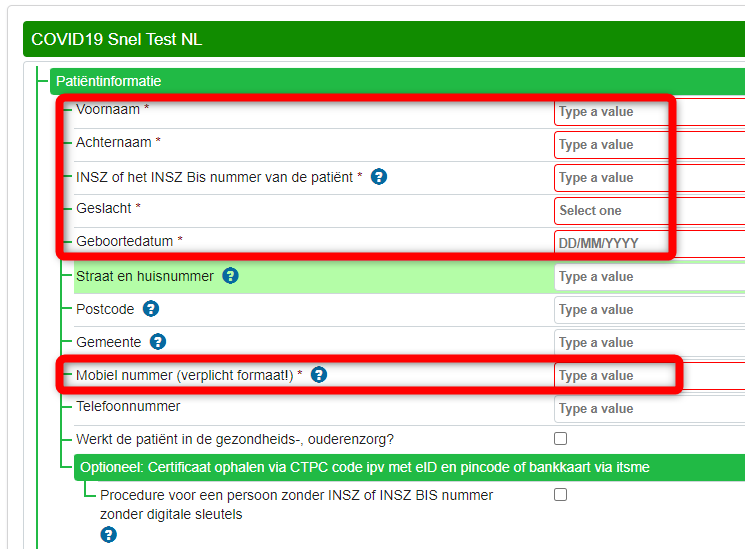 COVID19 Snel Test NL
Patiëntinformatie
Voornaam * Type a value
Achternaam * Type a value
INSZ of het INSZ Bis nummer van de patiënt * ? Type a value
Geslacht * Select one
Geboortedatum * DD/MM/YYYY
Straat en huisnummer ? Type a value
Postcode ? Type a value
Gemeente ? Type a value
Mobiel nummer (verplicht formaat!) * ? Type a value
Telefoonnummer Type a value
Werkt de patiënt in de gezondheids-, ouderenzorg?
Optioneel: Certificaat ophalen via CTPC code ipv met eID en pincode of bankkaart via itsme
Procedure voor een persoon zonder INSZ of INSZ BIS nummer
zonder digitale sleutels
?